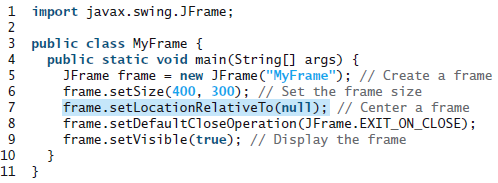 1 import javax.swing.JFrame;
2
3 public class MyFrame {
4   public static void main(String[] args) {
5     JFrame frame = new JFrame("MyFrame"); // Create a frame
6     frame.setSize(400, 300); // Set the frame size
7     frame.setLocationRelativeTo(null); // Center a frame
8     frame.setDefaultCloseOperation(JFrame.EXIT_ON_CLOSE);
9     frame.setVisible(true); // Display the frame
10   }
11 }